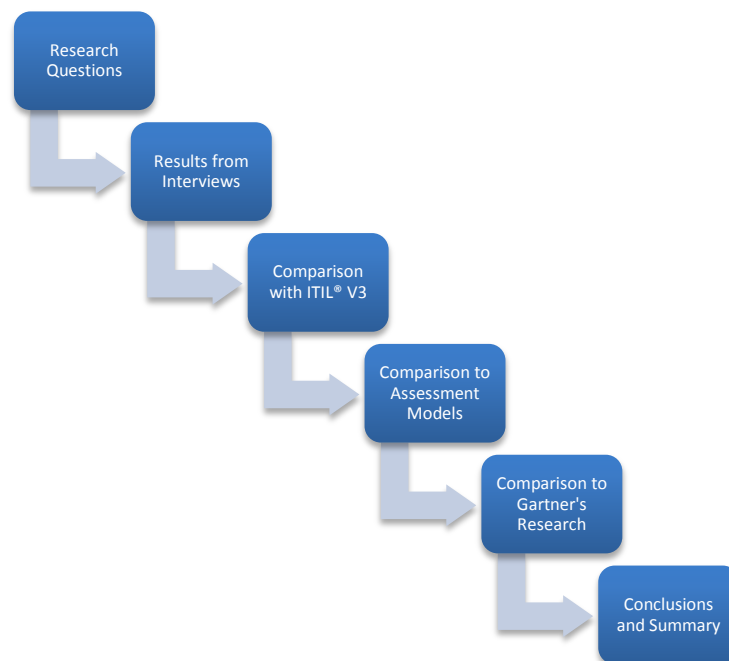 Research
Questions
Results from
Interviews
Comparison
with ITIL® V3
Comparison to
Assessment
Models
Comparison to
Gartner's
Research
Conclusions
and Summary